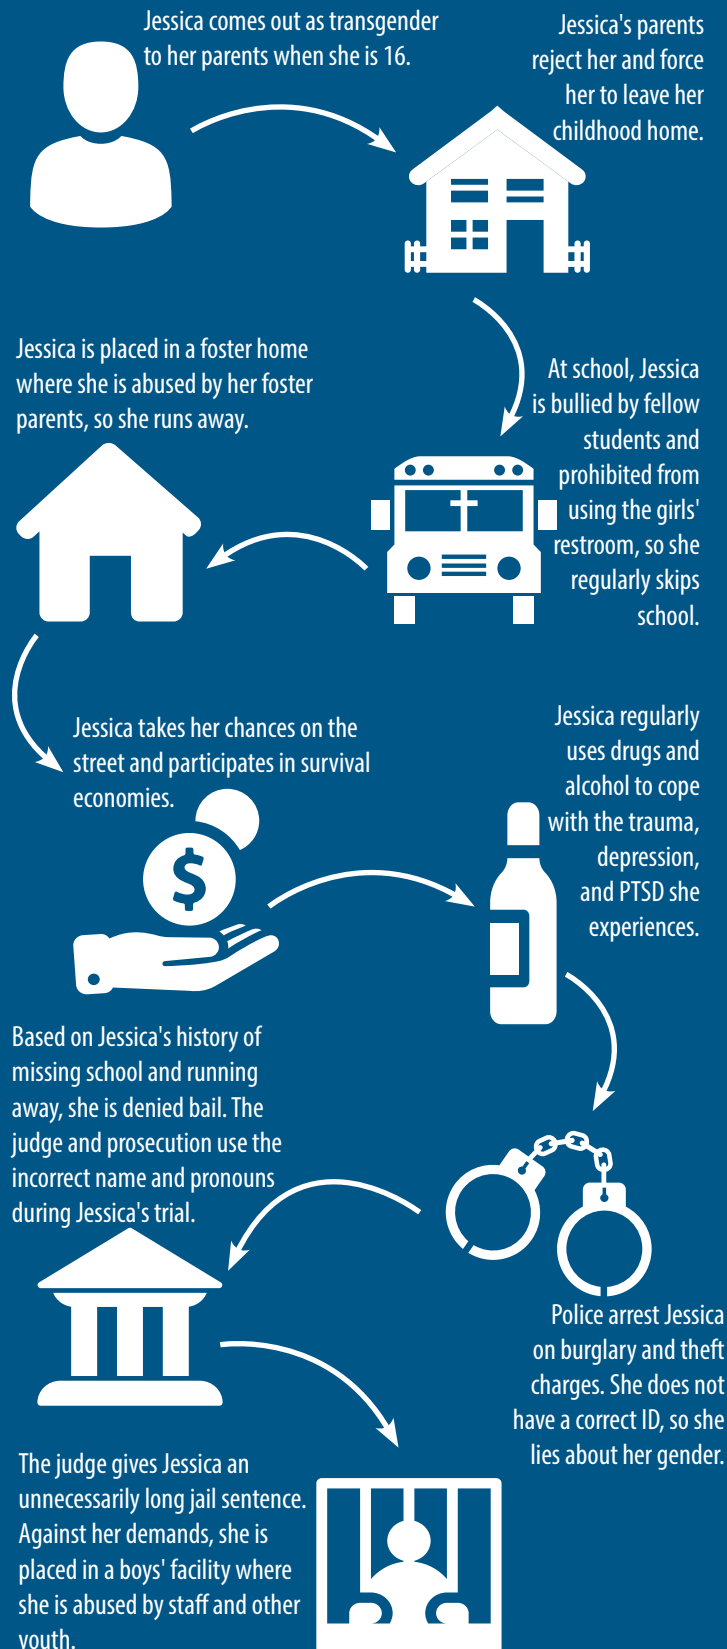 Jessica comes out as transgender
to her parents when she is 16.
Jessica's parents
reject her and force
her to leave her
childhood home.
At school, Jessica
is bullied by fellow
students and
prohibited from
using the girls'
restroom, so she
regularly skips
school.
Jessica is placed in a foster home
where she is abused by her foster
parents, so she runs away.
Jessica takes her chances on the
street and participates in survival
economies.
$
Jessica regularly
uses drugs and
alcohol to cope
with the trauma,
depression,
and PTSD she
experiences.
Police arrest Jessica
on burglary and theft
charges. She does not
have a correct ID, so she
lies about her gender.
Based on Jessica's history of
missing school and running
away, she is denied bail. The
judge and prosecution use the
incorrect name and pronouns
during Jessica's trial.
The judge gives Jessica an
unnecessarily long jail sentence.
Against her demands, she is
placed in a boys' facility where
she is abused by staff and other
youth.